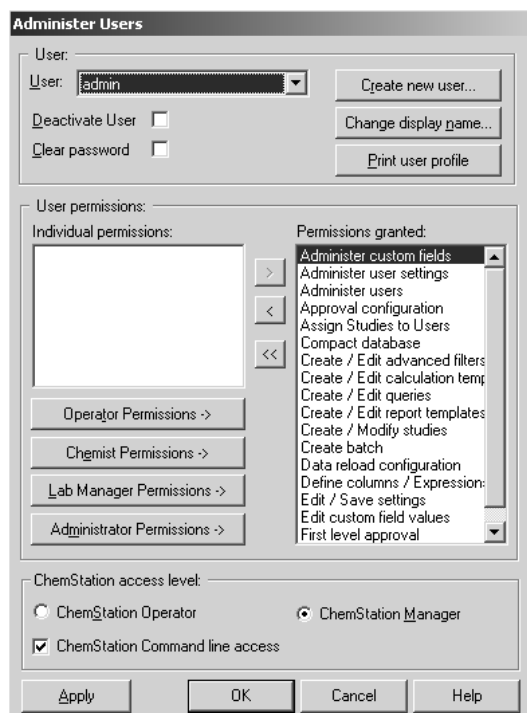 Administer Users
User:
User: admin
Create new user...
Deactivate User
Change display name...
Clear password
Print user profile
User permissions:
Individual permissions:
Permissions granted:
>
<
<<
Administer custom fields
Administer user settings
Administer users
Approval configuration
Assign Studies to Users
Compact database
Create / Edit advanced filters
Create / Edit calculation temp
Create / Edit queries
Create / Edit report templates
Create / Modify studies
Create batch
Data reload configuration
Define columns / Expression
Edit / Save settings
Edit custom field values
First level approval
Operator Permissions ->
Chemist Permissions ->
Lab Manager Permissions ->
Administrator Permissions ->
ChemStation access level:
ChemStation Operator
ChemStation Manager
ChemStation Command line access
Apply
OK
Cancel
Help